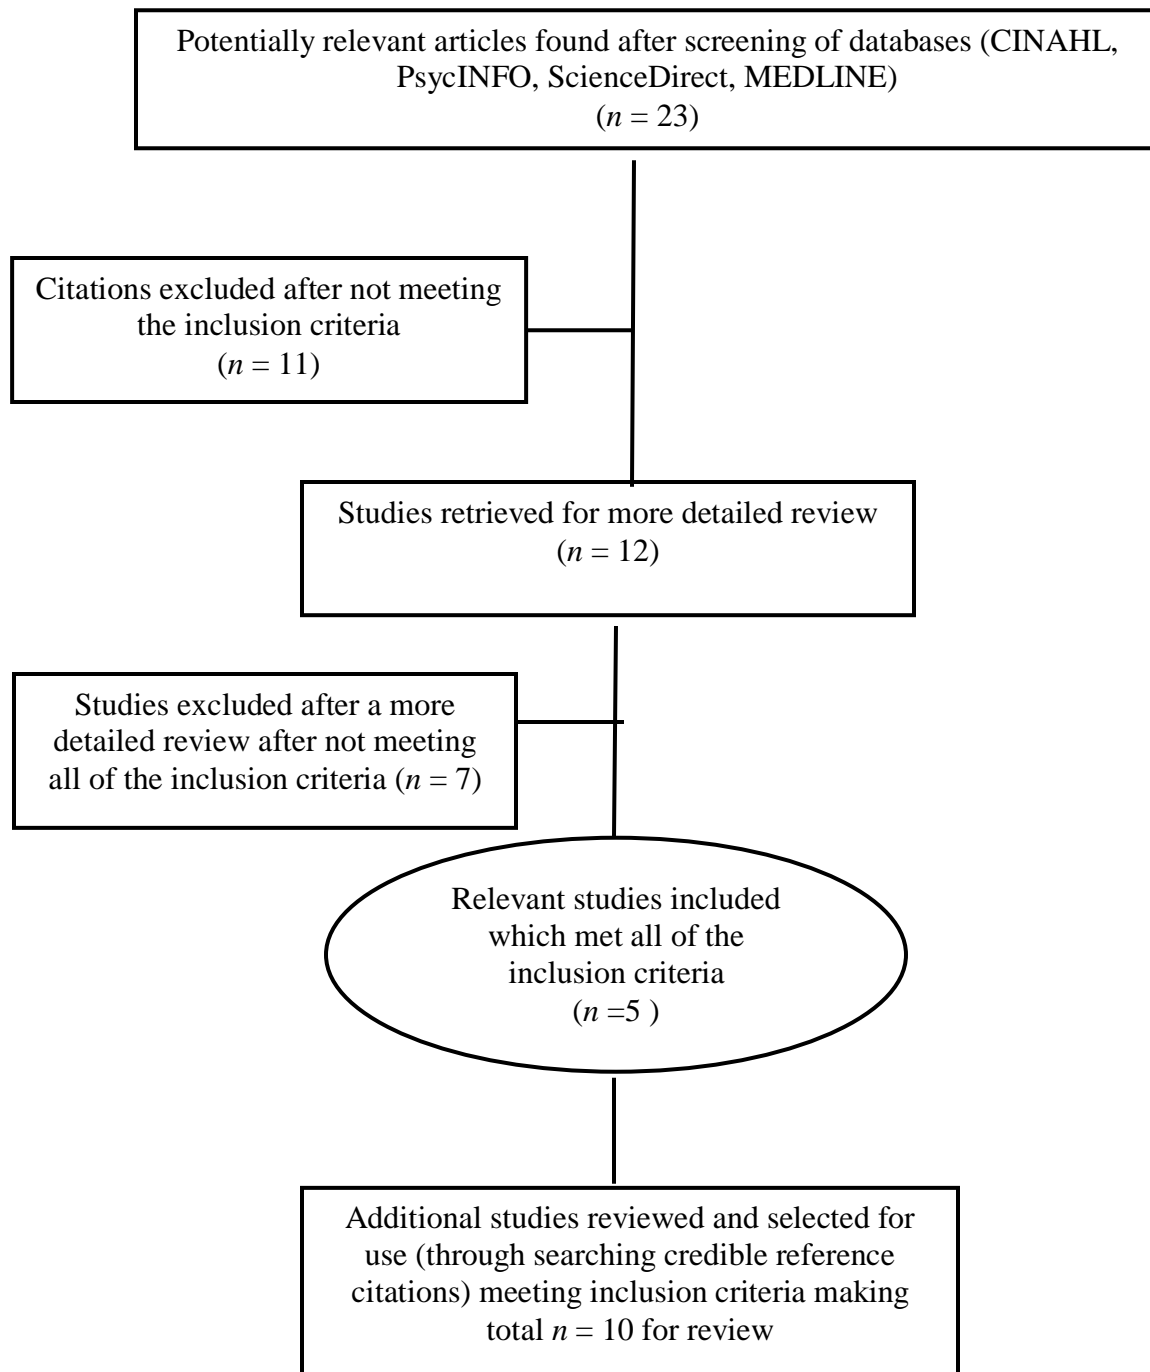 Potentially relevant articles found after screening of databases (CINAHL,
PsycINFO, ScienceDirect, MEDLINE)
(n = 23)
Citations excluded after not meeting
the inclusion criteria
(n = 11)
Studies retrieved for more detailed review
(n = 12)
Studies excluded after a more
detailed review after not meeting
all of the inclusion criteria (n = 7)
Relevant studies included
which met all of the
inclusion criteria
(n =5 )
Additional studies reviewed and selected for
use (through searching credible reference
citations) meeting inclusion criteria making
total n = 10 for review